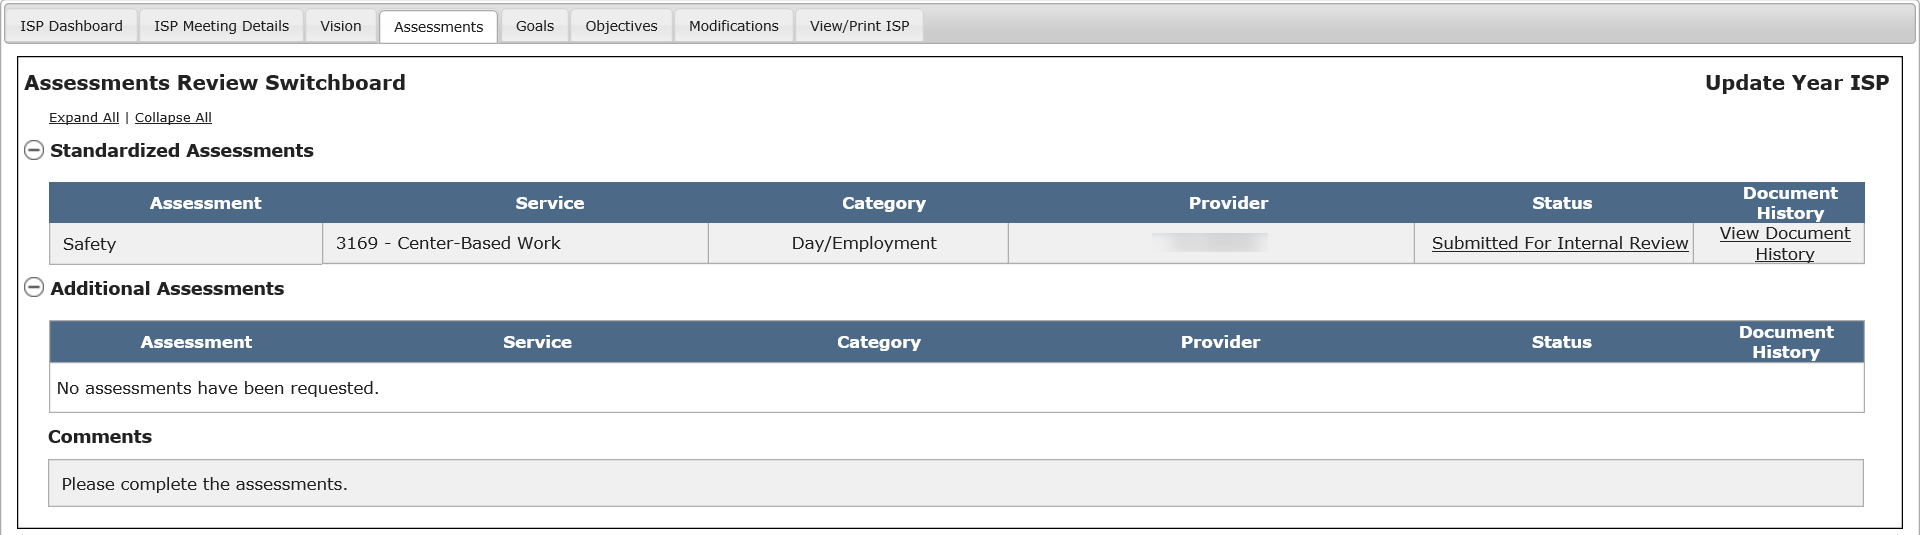 ISP Dashboard ISP Meeting Details Vision Assessments Goals Objectives Modifications View/Print ISP
Assessments Review Switchboard Update Year ISP
Expand All | Collapse All
Standardized Assessments
Assessment Service Category Provider Status Document History
Safety 3169 - Center-Based Work Day/Employment Submitted For Internal Review View Document History
Additional Assessments
Assessment Service Category Provider Status Document History
No assessments have been requested.
Comments
Please complete the assessments.